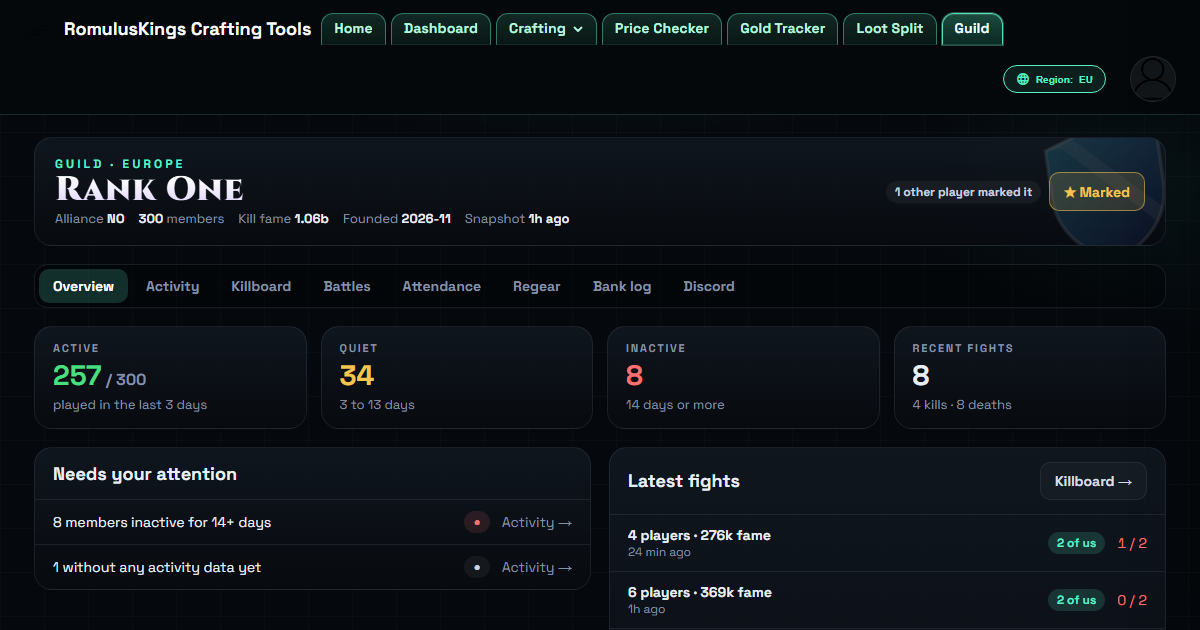 RomulusKings Crafting Tools
Home
Dashboard
Crafting
Price Checker
Gold Tracker
Loot Split
Guild
Region: EU
GUILD · EUROPE
Rank One
Alliance NO 300 members Kill fame 1.06b Founded 2026-11 Snapshot 1h ago
1 other player marked it
★ Marked
Overview
Activity
Killboard
Battles
Attendance
Regear
Bank log
Discord
ACTIVE
257 / 300
played in the last 3 days
QUIET
34
3 to 13 days
INACTIVE
8
14 days or more
RECENT FIGHTS
8
4 kills · 8 deaths
Needs your attention
8 members inactive for 14+ days
Activity →
1 without any activity data yet
Activity →
Latest fights
Killboard →
4 players · 276k fame
24 min ago
2 of us
1 / 2
6 players · 369k fame
1h ago
2 of us
0 / 2